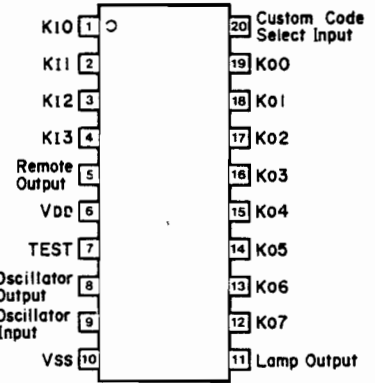 KI0 1
20 Custom Code
Select Input
KI1 2
19 KO0
KI2 3
18 KO1
KI3 4
17 KO2
Remote
Output 5
16 KO3
VDD 6
15 KO4
TEST 7
14 KO5
Oscillator
Output 8
13 KO6
Oscillator
Input 9
12 KO7
VSS 10
11 Lamp Output